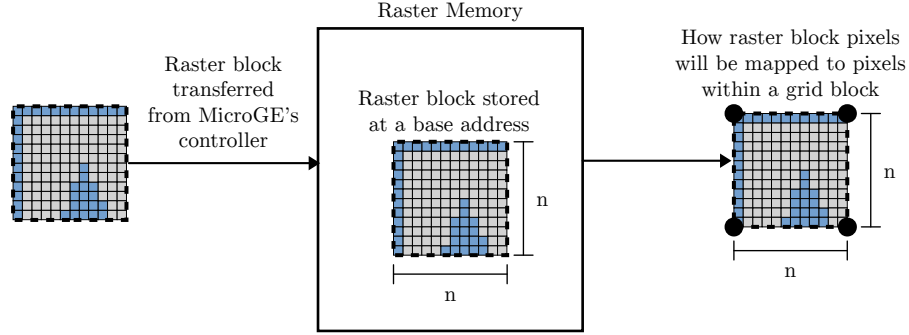 Raster Memory
Raster block
transferred
from MicroGE's
controller
Raster block stored
at a base address
n
n
How raster block pixels
will be mapped to pixels
within a grid block
n
n